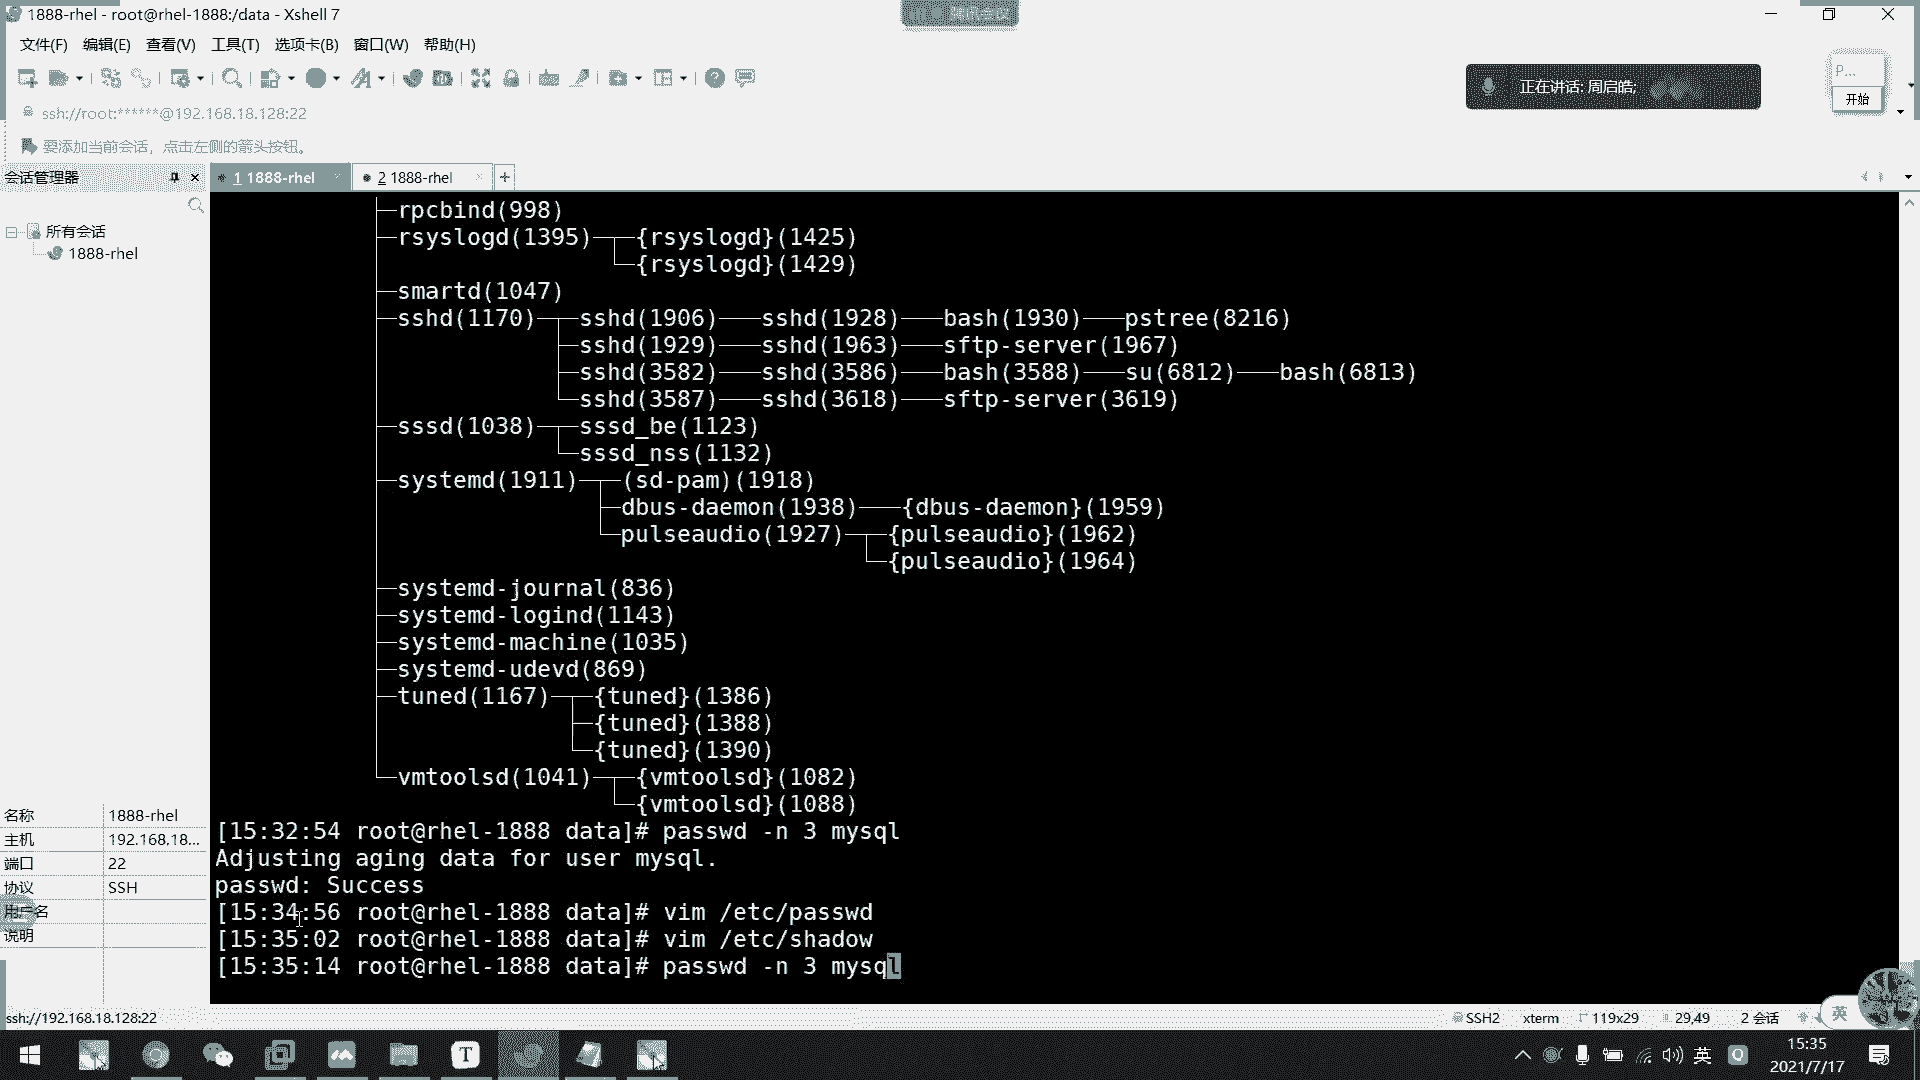 1888-rhel - root@rhel-1888:/data - Xshell 7
腾讯会议
文件(F) 编辑(E) 查看(V) 工具(T) 选项卡(B) 窗口(W) 帮助(H)
正在讲话: 周启皓;
P...
开始
ssh://root:******@192.168.18.128:22
要添加当前会话，点击左侧的箭头按钮。
会话管理器
1 1888-rhel
2 1888-rhel
所有会话
1888-rhel
├─rpcbind(998)
├─rsyslogd(1395)─┬─{rsyslogd}(1425)
└─{rsyslogd}(1429)
├─smartd(1047)
├─sshd(1170)─┬─sshd(1906)───sshd(1928)───bash(1930)───pstree(8216)
├─sshd(1929)───sshd(1963)───sftp-server(1967)
├─sshd(3582)───sshd(3586)───bash(3588)───su(6812)───bash(6813)
└─sshd(3587)───sshd(3618)───sftp-server(3619)
├─sssd(1038)─┬─sssd_be(1123)
└─sssd_nss(1132)
├─systemd(1911)─┬─(sd-pam)(1918)
├─dbus-daemon(1938)───{dbus-daemon}(1959)
└─pulseaudio(1927)─┬─{pulseaudio}(1962)
└─{pulseaudio}(1964)
├─systemd-journal(836)
├─systemd-logind(1143)
├─systemd-machine(1035)
├─systemd-udevd(869)
├─tuned(1167)─┬─{tuned}(1386)
├─{tuned}(1388)
└─{tuned}(1390)
└─vmtoolsd(1041)─┬─{vmtoolsd}(1082)
└─{vmtoolsd}(1088)
[15:32:54 root@rhel-1888 data]# passwd -n 3 mysql
Adjusting aging data for user mysql.
passwd: Success
[15:34:56 root@rhel-1888 data]# vim /etc/passwd
[15:35:02 root@rhel-1888 data]# vim /etc/shadow
[15:35:14 root@rhel-1888 data]# passwd -n 3 mysql
名称 1888-rhel
主机 192.168.18...
端口 22
协议 SSH
用户名
说明
ssh://192.168.18.128:22
SSH2 xterm 119x29 29,49 2 会话
英
英
15:35
2021/7/17